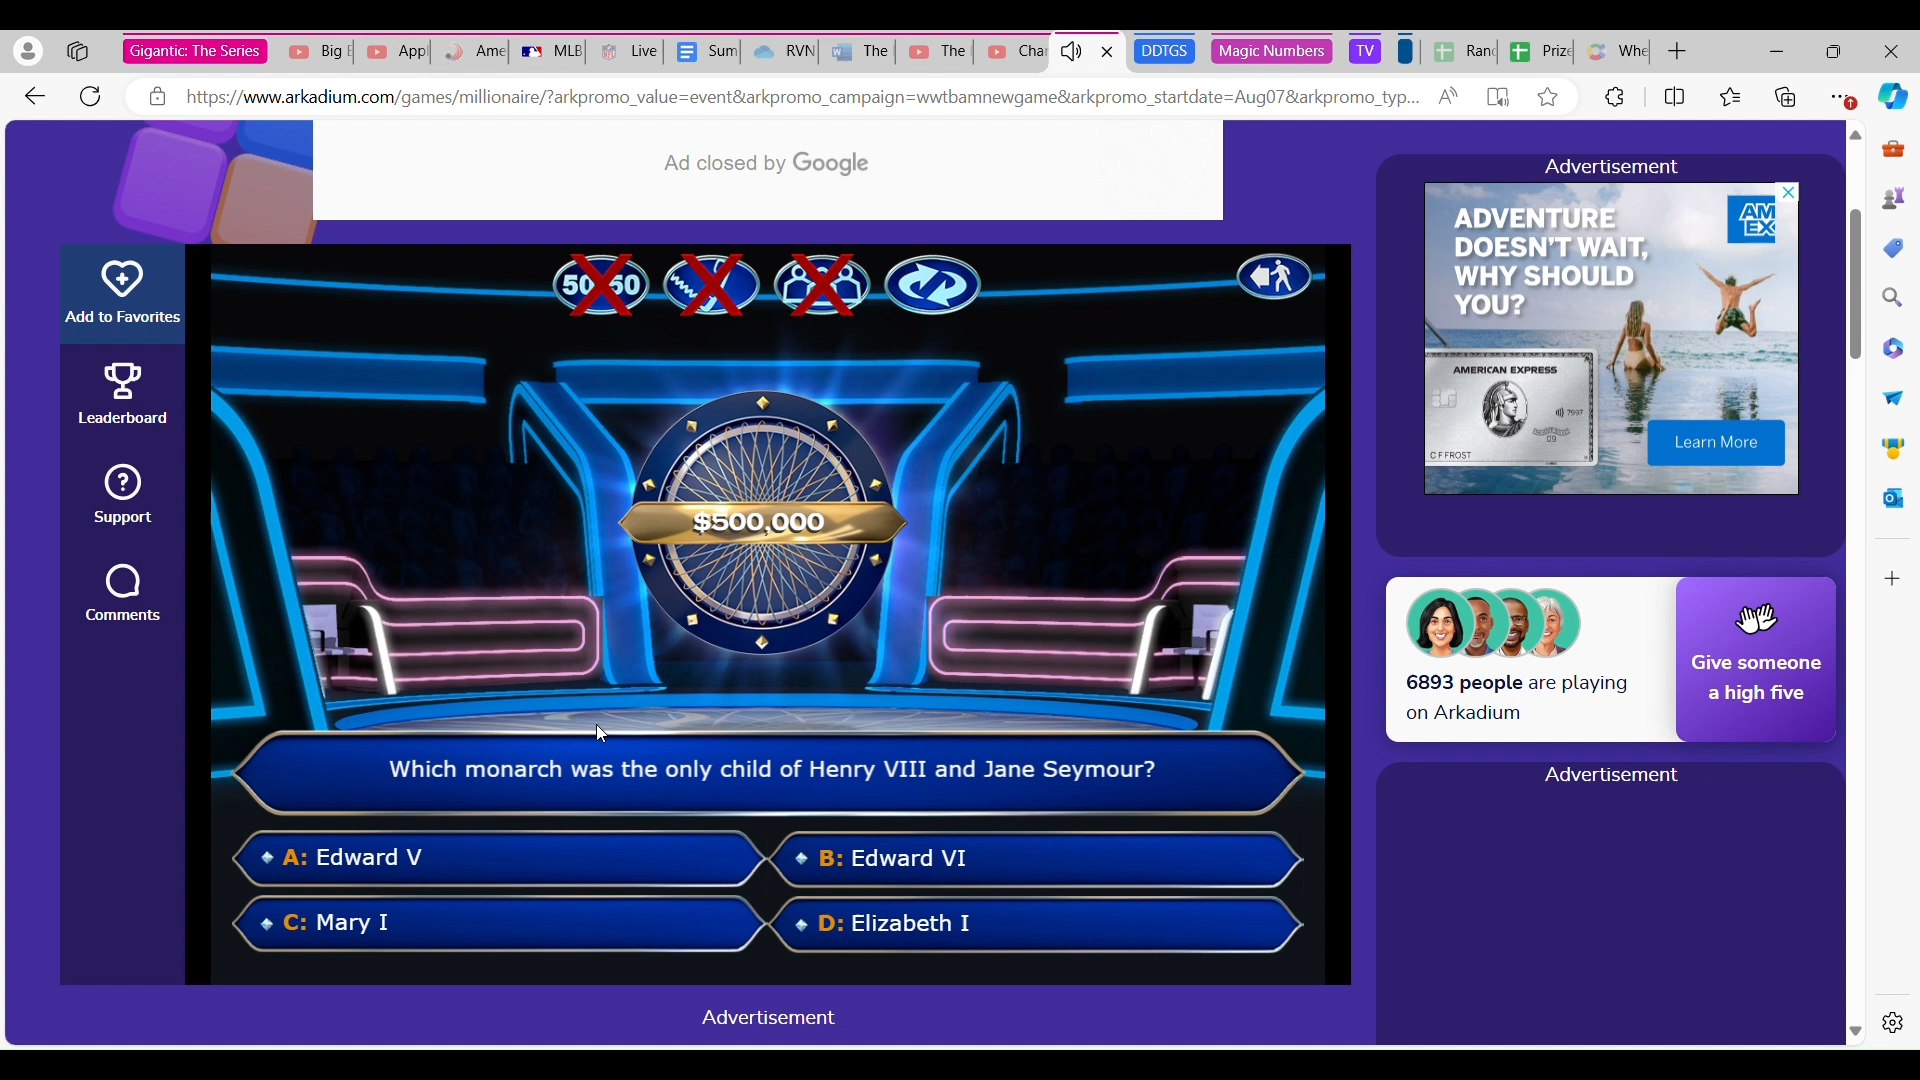 Gigantic: The Series
Big E
App
Ame
MLB
Live
Sum
RVN
The
The
Cha
DDTGS
Magic Numbers
TV
Ran
Prize
Whe
https://www.arkadium.com/games/millionaire/?arkpromo_value=event&arkpromo_campaign=wwtbamnewgame&arkpromo_startdate=Aug07&arkpromo_typ...
Ad closed by Google
Add to Favorites
Leaderboard
Support
Comments
50 50
$500,000
Which monarch was the only child of Henry VIII and Jane Seymour?
A: Edward V
B: Edward VI
C: Mary I
D: Elizabeth I
Advertisement
Advertisement
ADVENTURE
DOESN'T WAIT,
WHY SHOULD
YOU?
AM
EX
AMERICAN EXPRESS
7997
09
C F FROST
Learn More
6893 people are playing
on Arkadium
Give someone
a high five
Advertisement